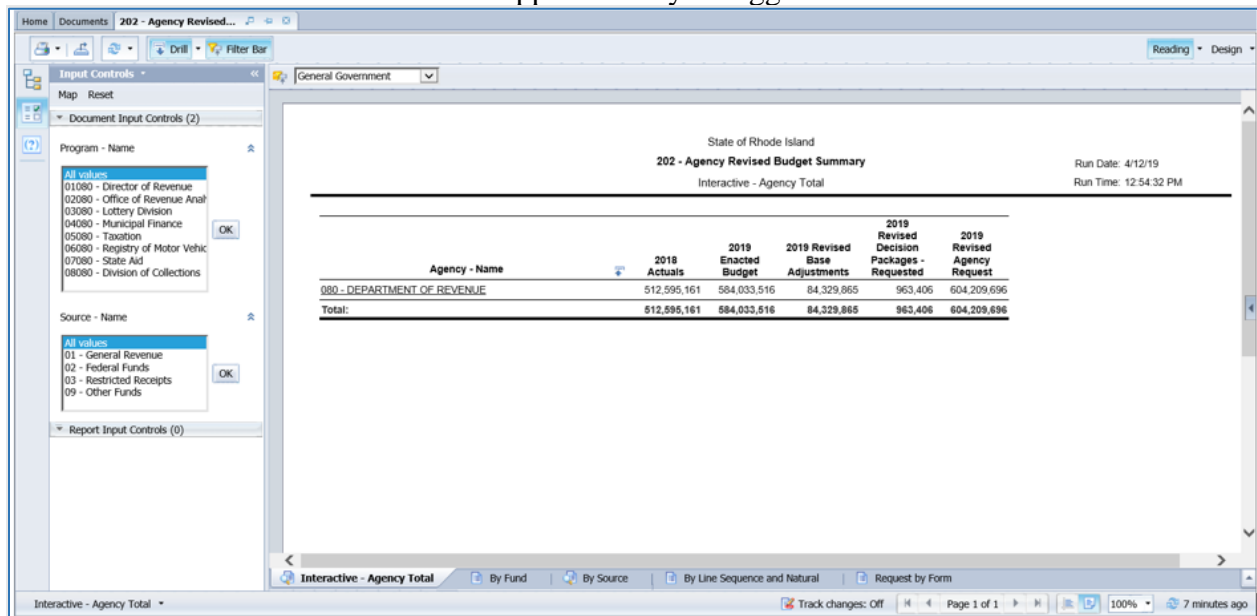 Home Documents 202 - Agency Revised...
Drill Filter Bar Reading Design
Input Controls
General Government
Map Reset
Document Input Controls (2)
Program - Name
All values
01080 - Director of Revenue
02080 - Office of Revenue Anal
03080 - Lottery Division
04080 - Municipal Finance
05080 - Taxation
06080 - Registry of Motor Vehic
07080 - State Aid
08080 - Division of Collections
OK
Source - Name
All values
01 - General Revenue
02 - Federal Funds
03 - Restricted Receipts
09 - Other Funds
OK
Report Input Controls (0)
State of Rhode Island
202 - Agency Revised Budget Summary
Interactive - Agency Total
Run Date: 4/12/19
Run Time: 12:54:32 PM
Agency - Name
2018
Actuals
2019
Enacted
Budget
2019 Revised
Base
Adjustments
2019
Revised
Decision
Packages -
Requested
2019
Revised
Agency
Request
080 - DEPARTMENT OF REVENUE 512,595,161 584,033,516 84,329,865 963,406 604,209,696
Total: 512,595,161 584,033,516 84,329,865 963,406 604,209,696
Interactive - Agency Total By Fund By Source By Line Sequence and Natural Request by Form
Interactive - Agency Total Track changes: Off Page 1 of 1 100% 7 minutes ago